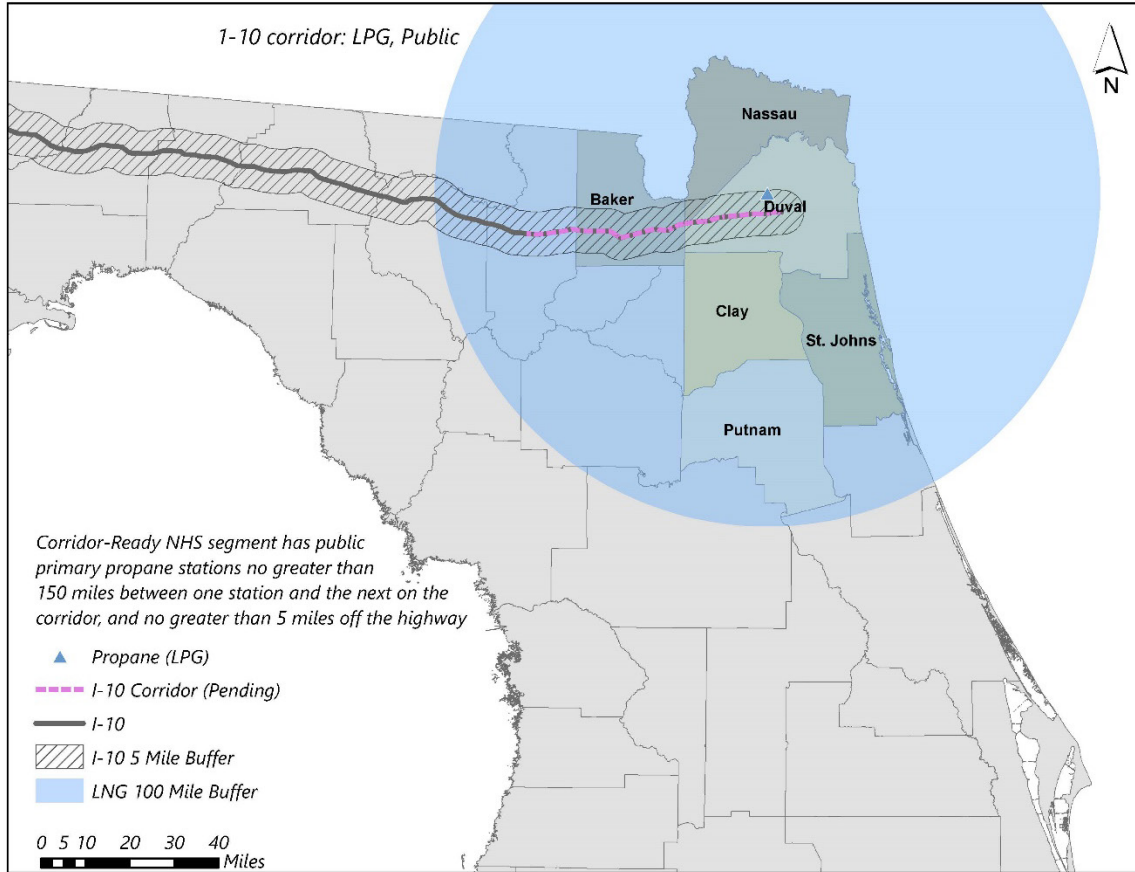 1-10 corridor: LPG, Public
N
Nassau
Baker
Duval
Clay
St. Johns
Putnam
Corridor-Ready NHS segment has public
primary propane stations no greater than
150 miles between one station and the next on the
corridor, and no greater than 5 miles off the highway
Propane (LPG)
I-10 Corridor (Pending)
I-10
I-10 5 Mile Buffer
LNG 100 Mile Buffer
0 5 10 20 30 40
Miles